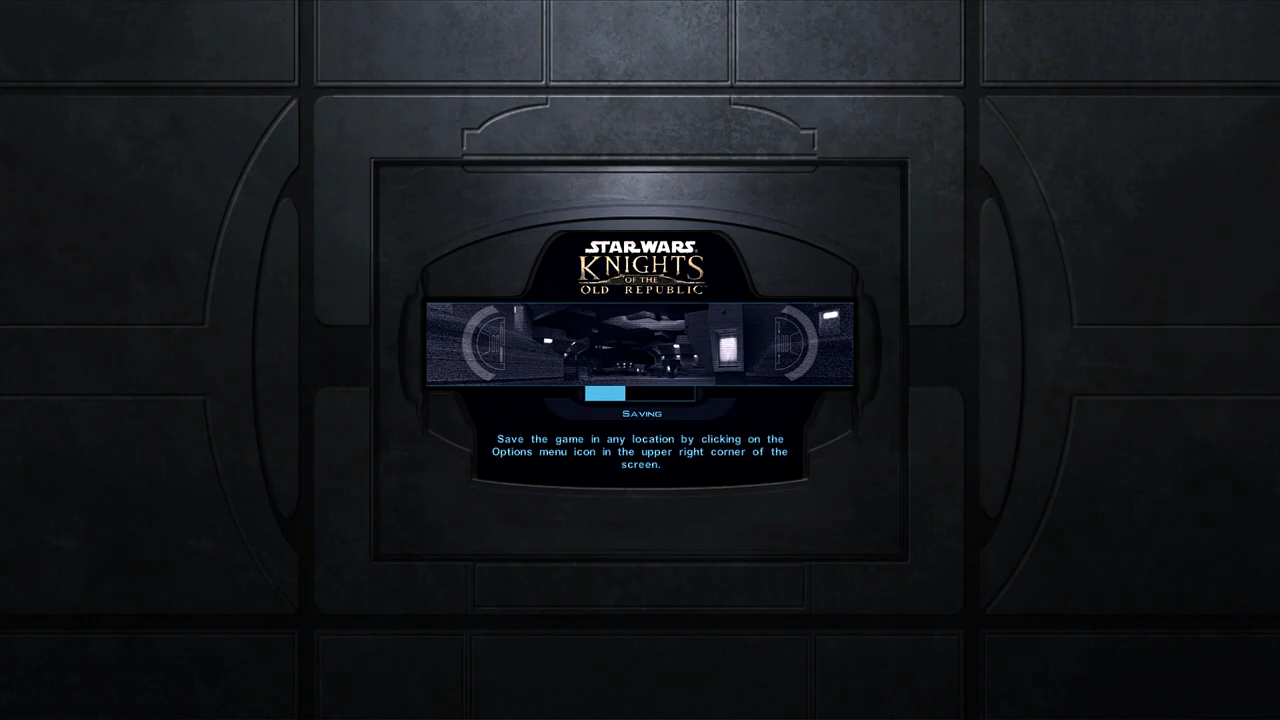 STAR WARS
KNIGHTS
OF THE
OLD REPUBLIC
SAVING
Save the game in any location by clicking on the
Options menu icon in the upper right corner of the
screen.